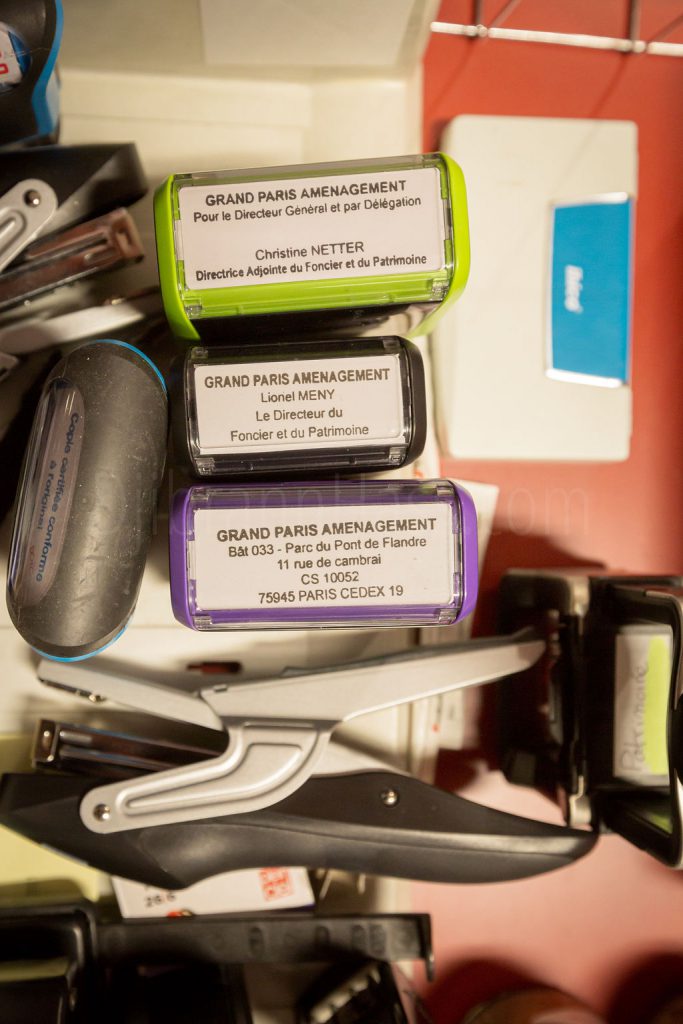 GRAND PARIS AMENAGEMENT
Pour le Directeur Général et par Délégation
Christine NETTER
Directrice Adjointe du Foncier et du Patrimoine
GRAND PARIS AMENAGEMENT
Lionel MENY
Le Directeur du
Foncier et du Patrimoine
GRAND PARIS AMENAGEMENT
Bât 033 - Parc du Pont de Flandre
11 rue de cambrai
CS 10052
75945 PARIS CEDEX 19
Copie certifiée conforme
à l'original